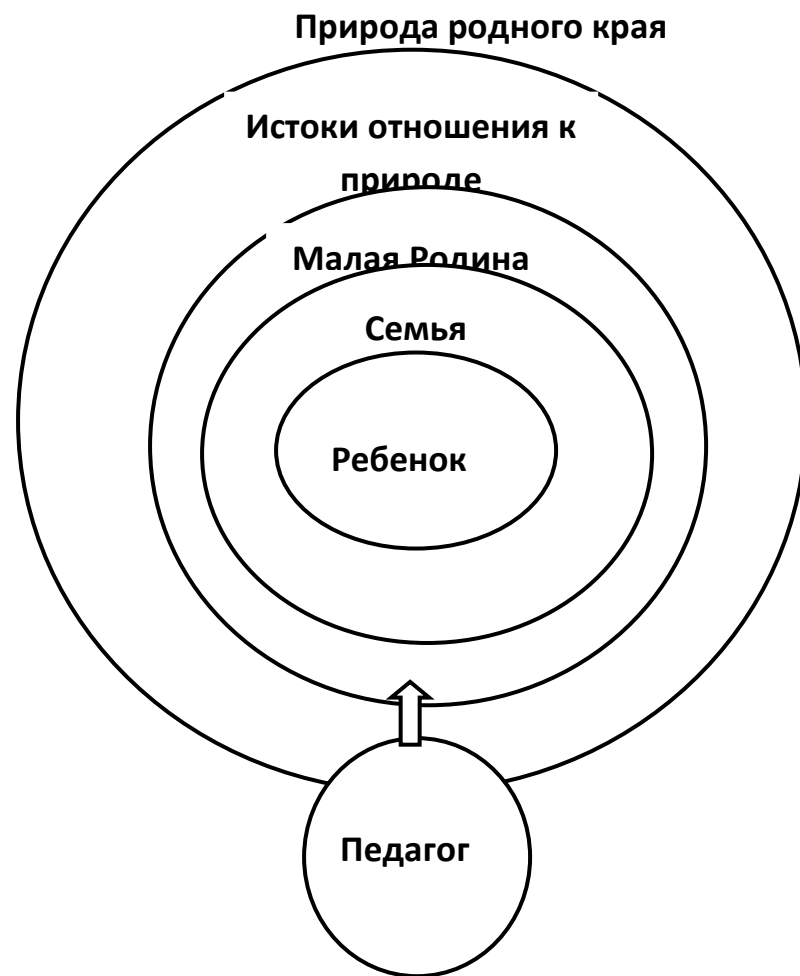 Природа родного края
Истоки отношения к
природе
Малая Родина
Семья
Ребенок
Педагог